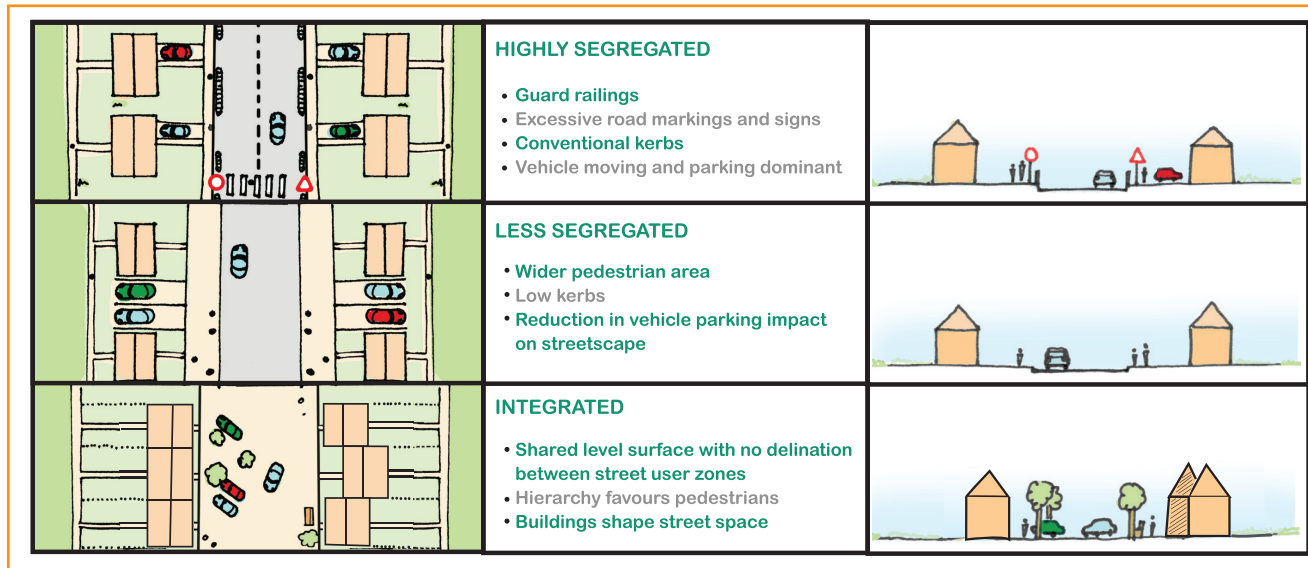 HIGHLY SEGREGATED
• Guard railings
• Excessive road markings and signs
• Conventional kerbs
• Vehicle moving and parking dominant
LESS SEGREGATED
• Wider pedestrian area
• Low kerbs
• Reduction in vehicle parking impact
on streetscape
INTEGRATED
• Shared level surface with no delination
between street user zones
• Hierarchy favours pedestrians
• Buildings shape street space